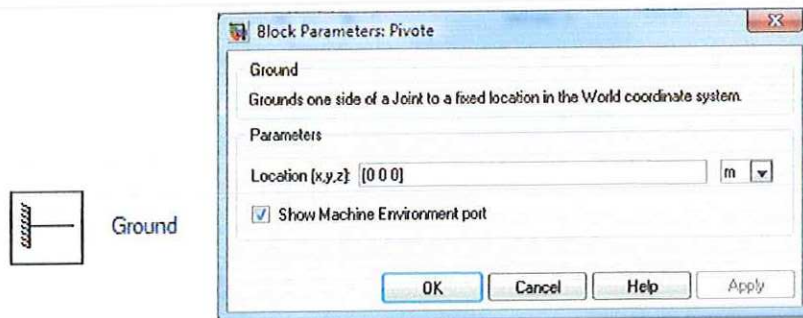 Block Parameters: Pivote
Ground
Grounds one side of a Joint to a fixed location in the World coordinate system.
Parameters
Location [x,y,z]: [0 0 0] m
Show Machine Environment port
Ground
OK Cancel Help Apply